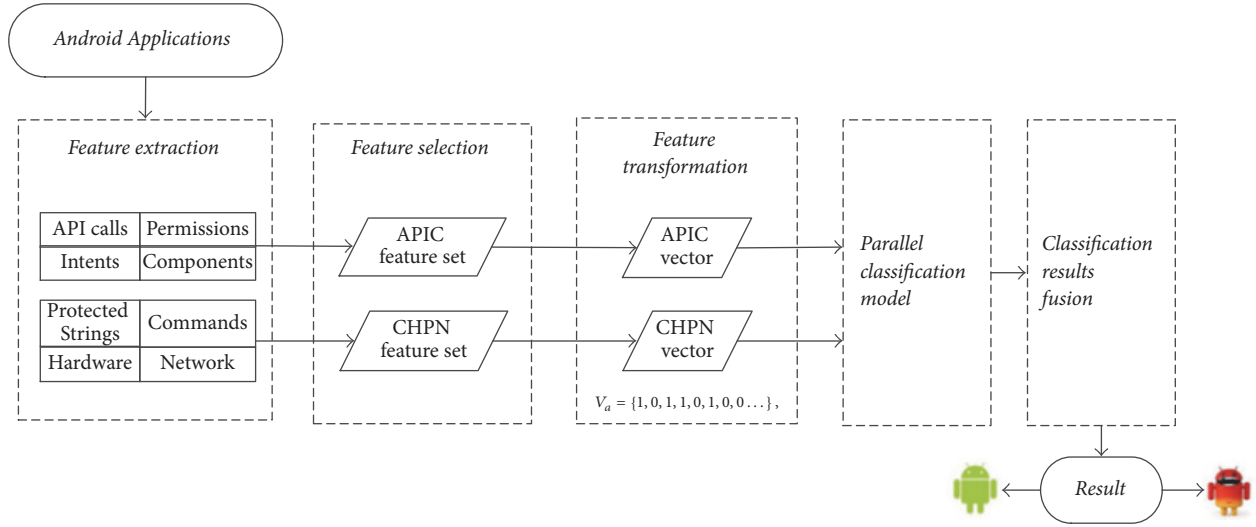 Android Applications
Feature extraction
API calls
Permissions
Intents
Components
Protected
Strings
Commands
Hardware
Network
Feature selection
APIC
feature set
CHPN
feature set
Feature
transformation
APIC
vector
CHPN
vector
V_a = {1, 0, 1, 1, 0, 1, 0, 0 . . .} ,
Parallel
classification
model
Classification
results
fusion
Result